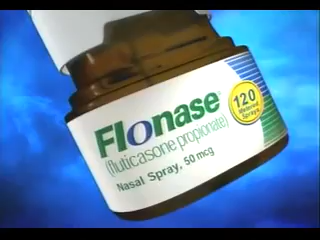 Flonase®
(fluticasone propionate)
Nasal Spray, 50 mcg
120
Metered
Sprays